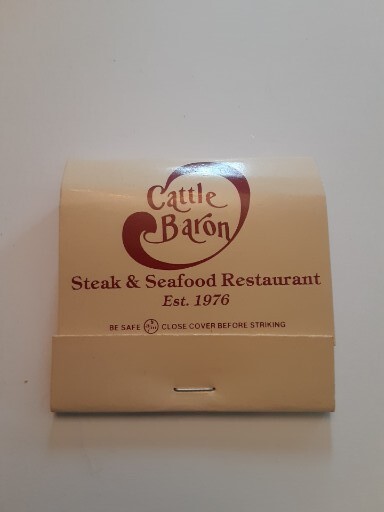 Cattle
Baron
Steak & Seafood Restaurant
Est. 1976
BE SAFE CLOSE COVER BEFORE STRIKING